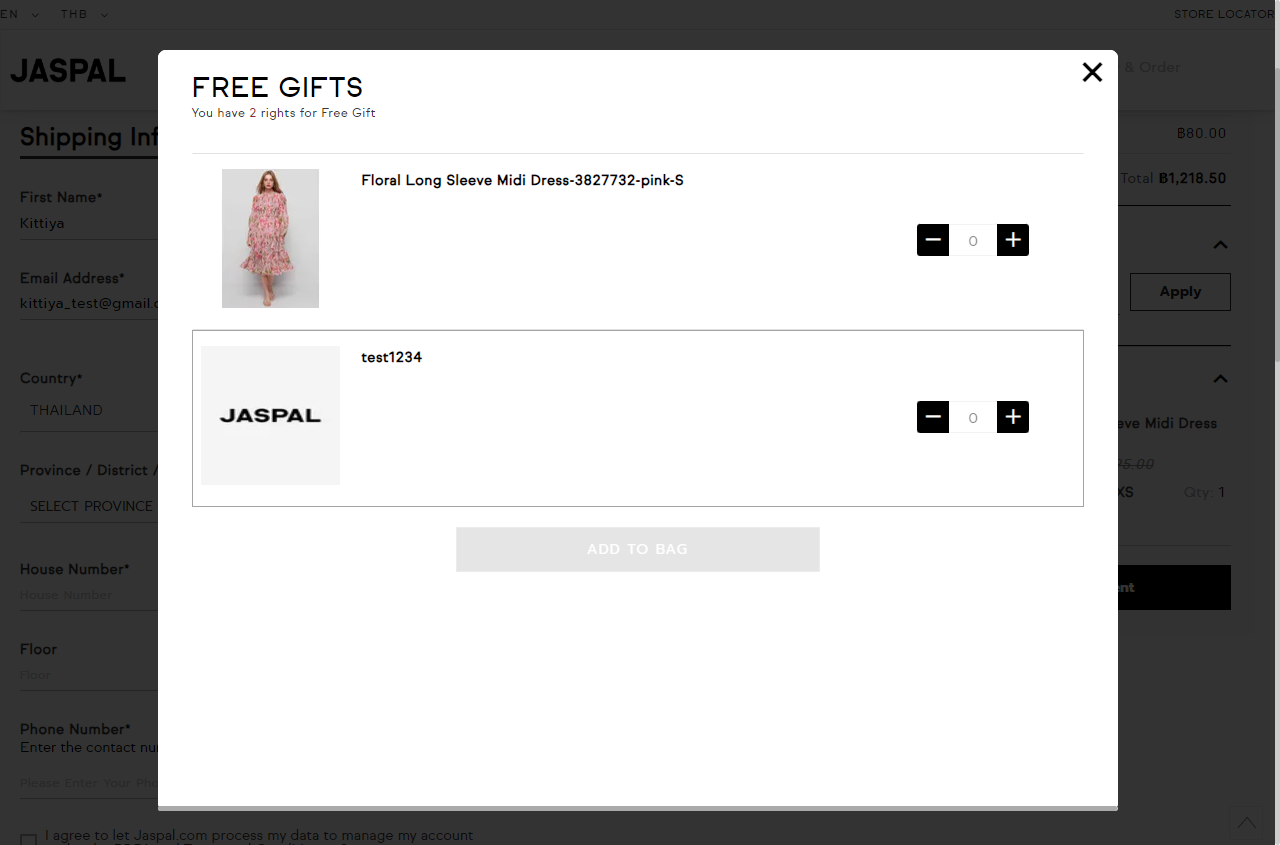 EN
THB
STORE LOCATOR
JASPAL
& Order
FREE GIFTS
You have 2 rights for Free Gift
Shipping Inf
฿80.00
Total ฿1,218.50
Floral Long Sleeve Midi Dress-3827732-pink-S
0
First Name*
Kittiya
Email Address*
kittiya_test@gmail.c
Apply
test1234
JASPAL
0
Country*
THAILAND
eve Midi Dress
95.00
XS
Qty: 1
Province / District /
SELECT PROVINCE
ADD TO BAG
House Number*
House Number
ent
Floor
Floor
Phone Number*
Enter the contact nu
Please Enter Your Pho
I agree to let Jaspal.com process my data to manage my account